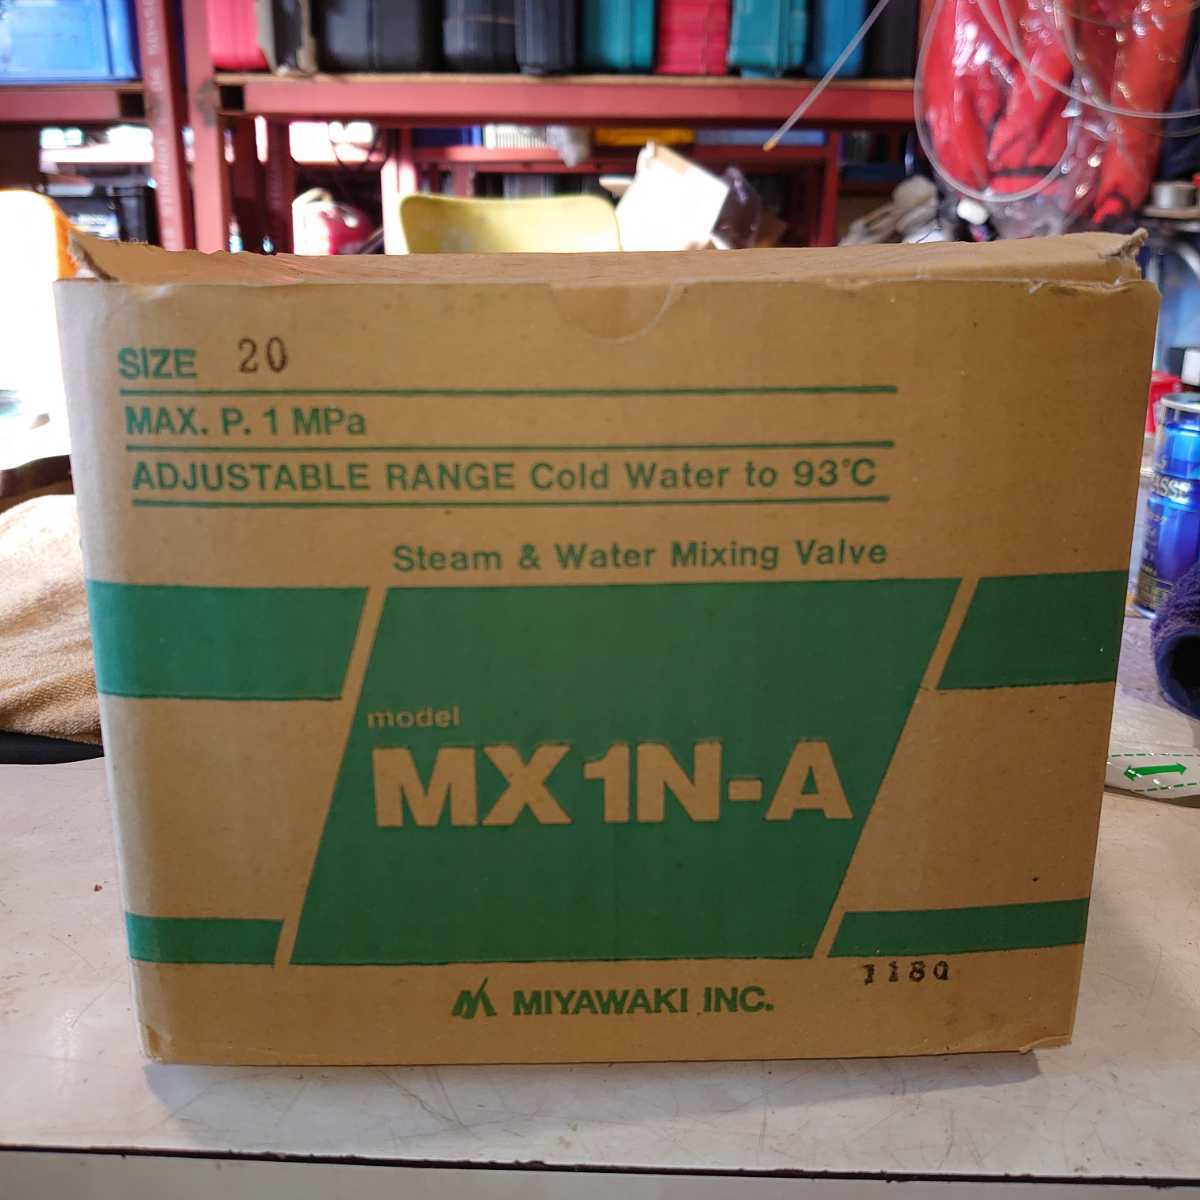 SIZE 20
MAX. P. 1 MPa
ADJUSTABLE RANGE Cold Water to 93°C
Steam & Water Mixing Valve
model
MX1N-A
MIYAWAKI INC.